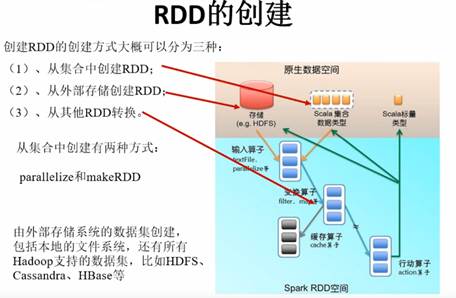 RDD的创建
创建RDD的创建方式大概可以分为三种:
(1)、从集合中创建RDD;
(2)、从外部存储创建RDD;
(3)、从其他RDD转换。
从集合中创建有两种方式:
parallelize和makeRDD
由外部存储系统的数据集创建,
包括本地的文件系统,还有所有
Hadoop支持的数据集,比如HDFS、
Cassandra、HBase等
原生数据空间
存储
(e.g. HDFS)
Scala 集合
数据类型
Scala标量
类型
输入算子
textFile、
parallelize等
变换算子
filter、map等
缓存算子
cache算子
行动算子
action算子
Spark RDD空间